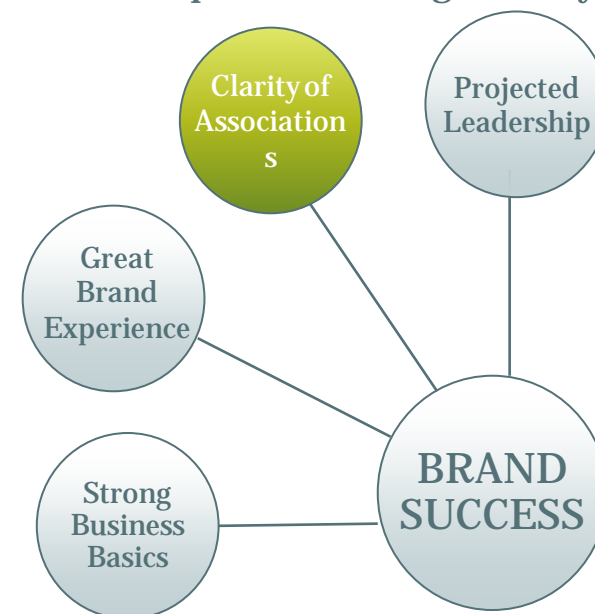 Clarity of
Association
s
Projected
Leadership
Great
Brand
Experience
BRAND
SUCCESS
Strong
Business
Basics